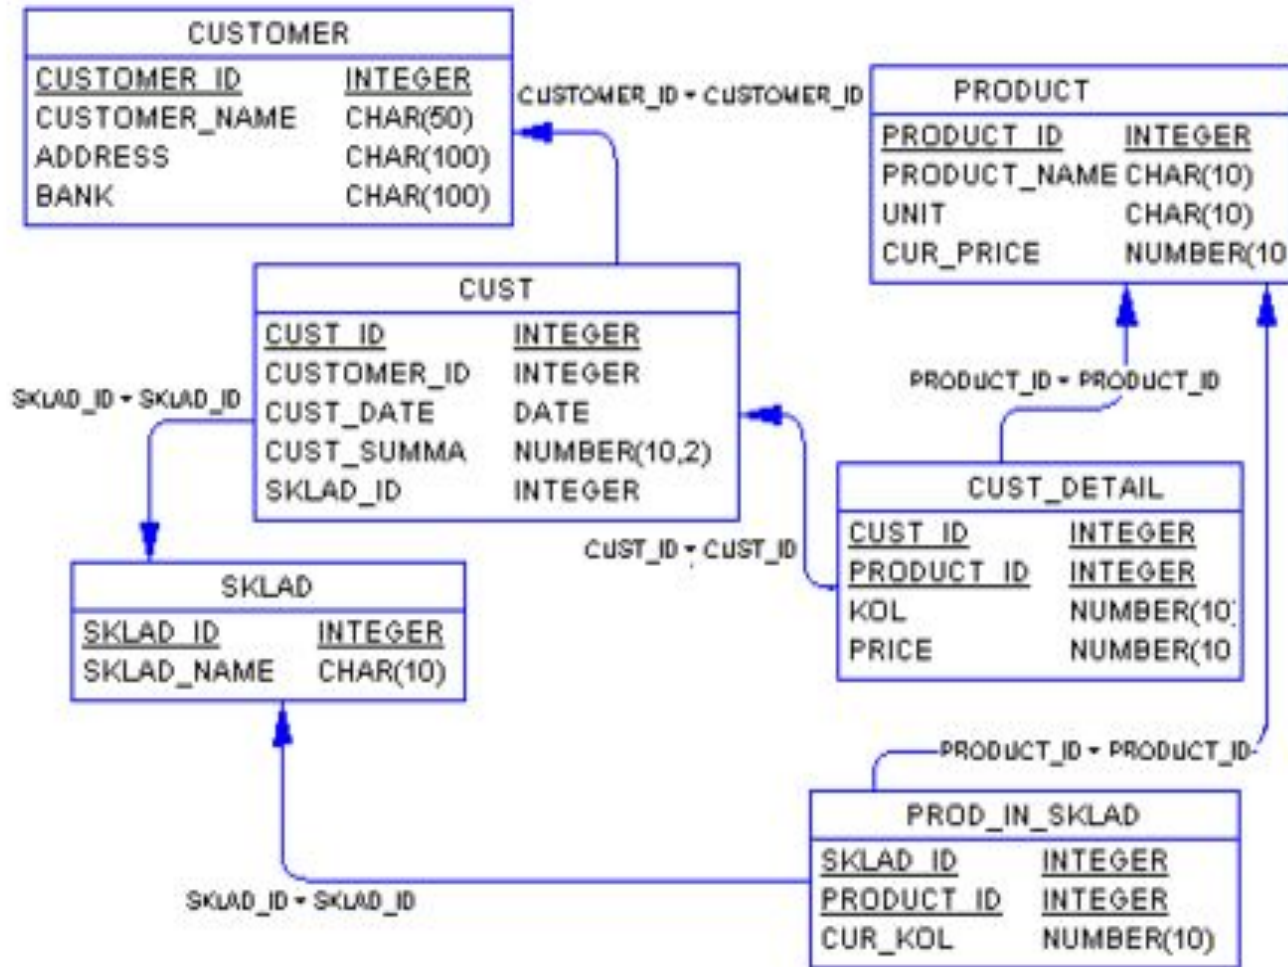 CUSTOMER
CUSTOMER_ID INTEGER
CUSTOMER_NAME CHAR(50)
ADDRESS CHAR(100)
BANK CHAR(100)
CUSTOMER_ID = CUSTOMER_ID
PRODUCT
PRODUCT_ID INTEGER
PRODUCT_NAME CHAR(10)
UNIT CHAR(10)
CUR_PRICE NUMBER(10
CUST
CUST_ID INTEGER
CUSTOMER_ID INTEGER
CUST_DATE DATE
CUST_SUMMA NUMBER(10,2)
SKLAD_ID INTEGER
SKLAD_ID = SKLAD_ID
PRODUCT_ID = PRODUCT_ID
CUST_DETAIL
CUST_ID INTEGER
PRODUCT_ID INTEGER
KOL NUMBER(10)
PRICE NUMBER(10
CUST_ID = CUST_ID
SKLAD
SKLAD_ID INTEGER
SKLAD_NAME CHAR(10)
PRODUCT_ID = PRODUCT_ID
PROD_IN_SKLAD
SKLAD_ID INTEGER
PRODUCT_ID INTEGER
CUR_KOL NUMBER(10)
SKLAD_ID = SKLAD_ID